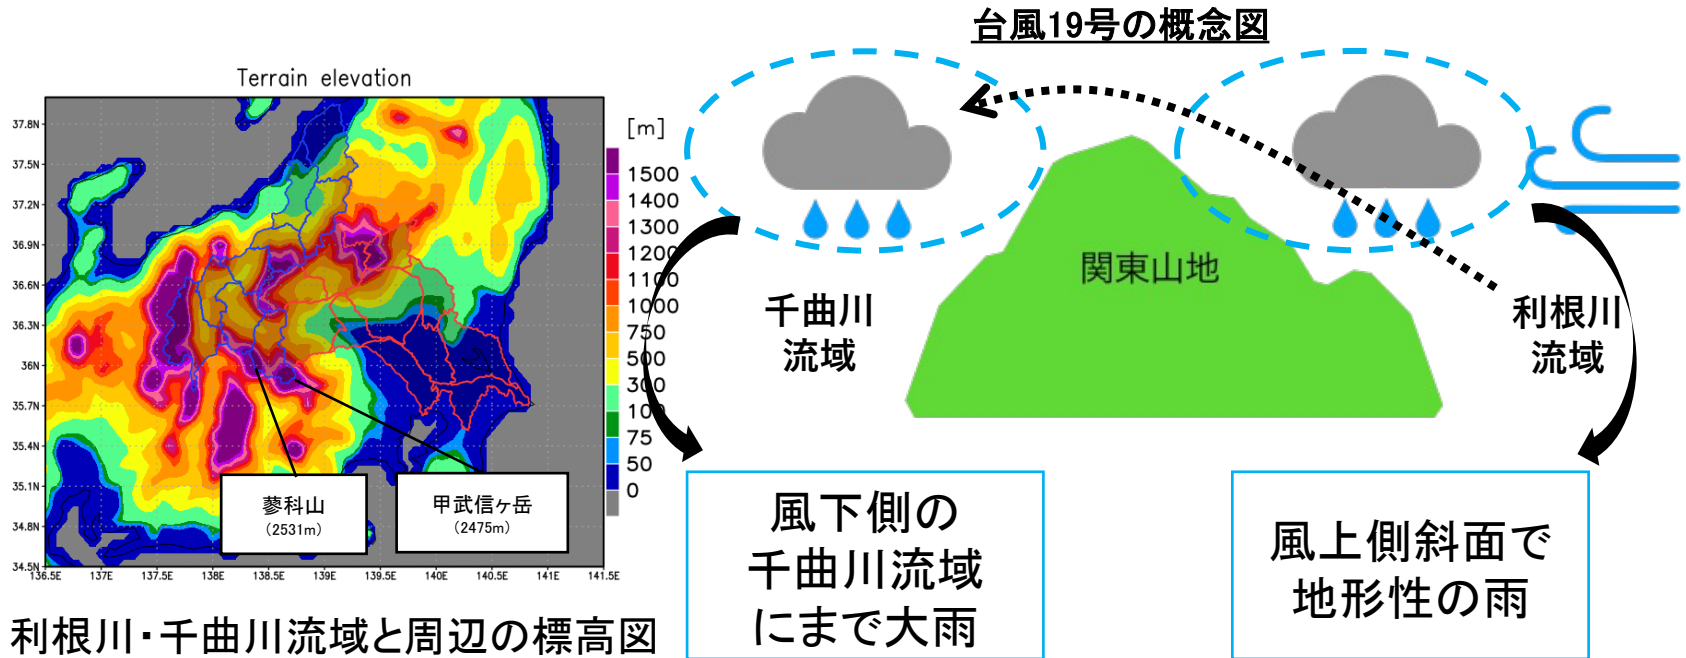 台風19号の概念図
Terrain elevation
[m]
1500
1400
1300
1200
1100
1000
750
500
300
100
75
50
0
37.8N
37.5N
37.2N
36.9N
36.6N
36.3N
36N
35.7N
35.4N
35.1N
34.8N
34.5N
136.5E 137E 137.5E 138E 138.5E 139E 139.5E 140E 140.5E 141E 141.5E
蓼科山
(2531m)
甲武信ヶ岳
(2475m)
利根川・千曲川流域と周辺の標高図
関東山地
千曲川
流域
利根川
流域
風下側の
千曲川流域
にまで大雨
風上側斜面で
地形性の雨